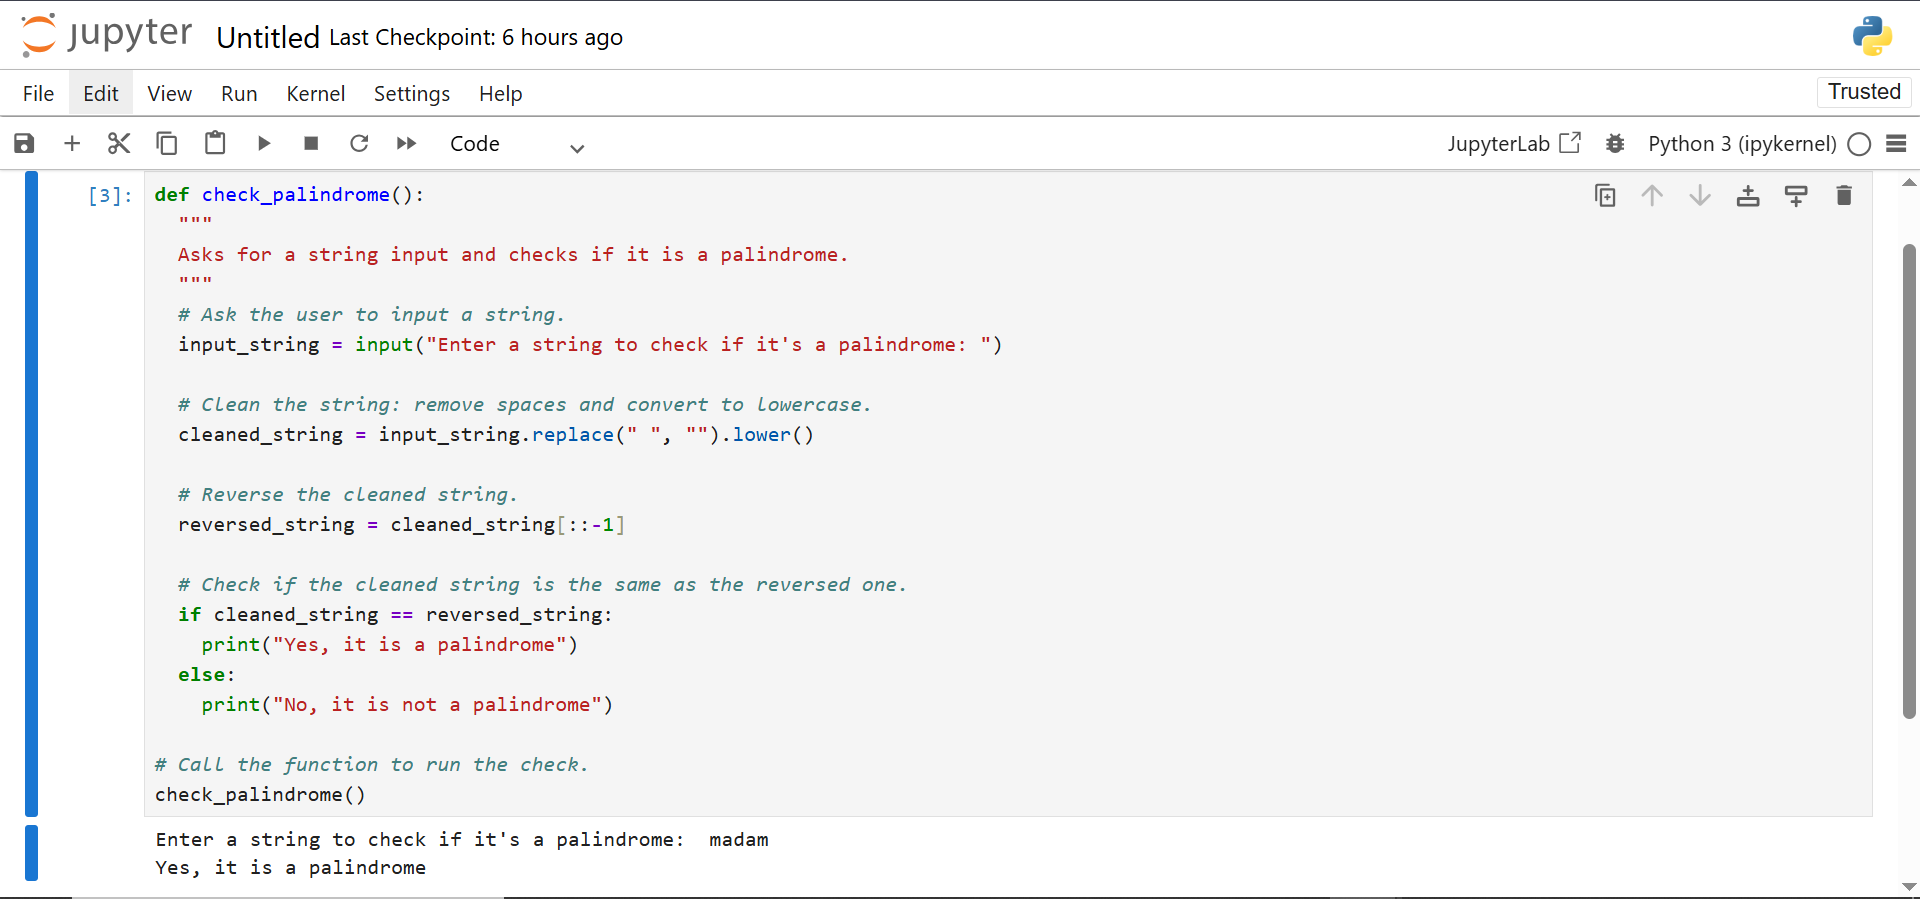 jupyter Untitled Last Checkpoint: 6 hours ago
File Edit View Run Kernel Settings Help Trusted
Code JupyterLab Python 3 (ipykernel)
[3]: def check_palindrome():
"""
Asks for a string input and checks if it is a palindrome.
"""
# Ask the user to input a string.
input_string = input("Enter a string to check if it's a palindrome: ")
# Clean the string: remove spaces and convert to lowercase.
cleaned_string = input_string.replace(" ", "").lower()
# Reverse the cleaned string.
reversed_string = cleaned_string[::-1]
# Check if the cleaned string is the same as the reversed one.
if cleaned_string == reversed_string:
print("Yes, it is a palindrome")
else:
print("No, it is not a palindrome")
# Call the function to run the check.
check_palindrome()
Enter a string to check if it's a palindrome:  madam
Yes, it is a palindrome